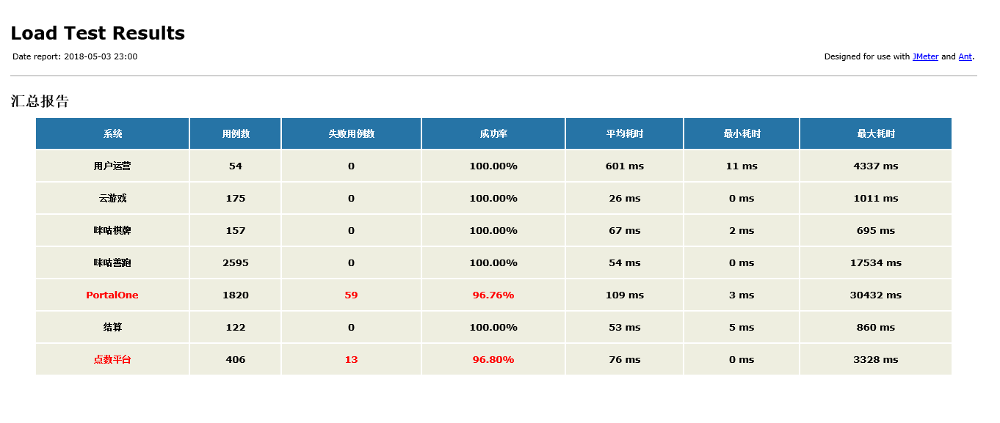 Load Test Results
Date report: 2018-05-03 23:00
Designed for use with JMeter and Ant.
汇总报告
系统 用例数 失败用例数 成功率 平均耗时 最小耗时 最大耗时
用户运营 54 0 100.00% 601 ms 11 ms 4337 ms
云游戏 175 0 100.00% 26 ms 0 ms 1011 ms
咪咕棋牌 157 0 100.00% 67 ms 2 ms 695 ms
咪咕善跑 2595 0 100.00% 54 ms 0 ms 17534 ms
PortalOne 1820 59 96.76% 109 ms 3 ms 30432 ms
结算 122 0 100.00% 53 ms 5 ms 860 ms
点数平台 406 13 96.80% 76 ms 0 ms 3328 ms